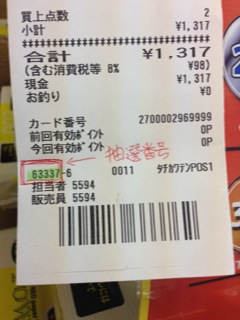 買上点数 2
小計 ¥1,317
合計 ¥1,317
(含む消費税等 8% ¥98)
現金 ¥1,317
お釣り ¥0
カード番号 2700002969999
前回有効ﾎﾟｲﾝﾄ 0P
今回有効ﾎﾟｲﾝﾄ 0P
抽選番号
63337-6 0011 ﾀﾁｶﾜﾃﾝPOS1
担当者 5594
販売員 5594